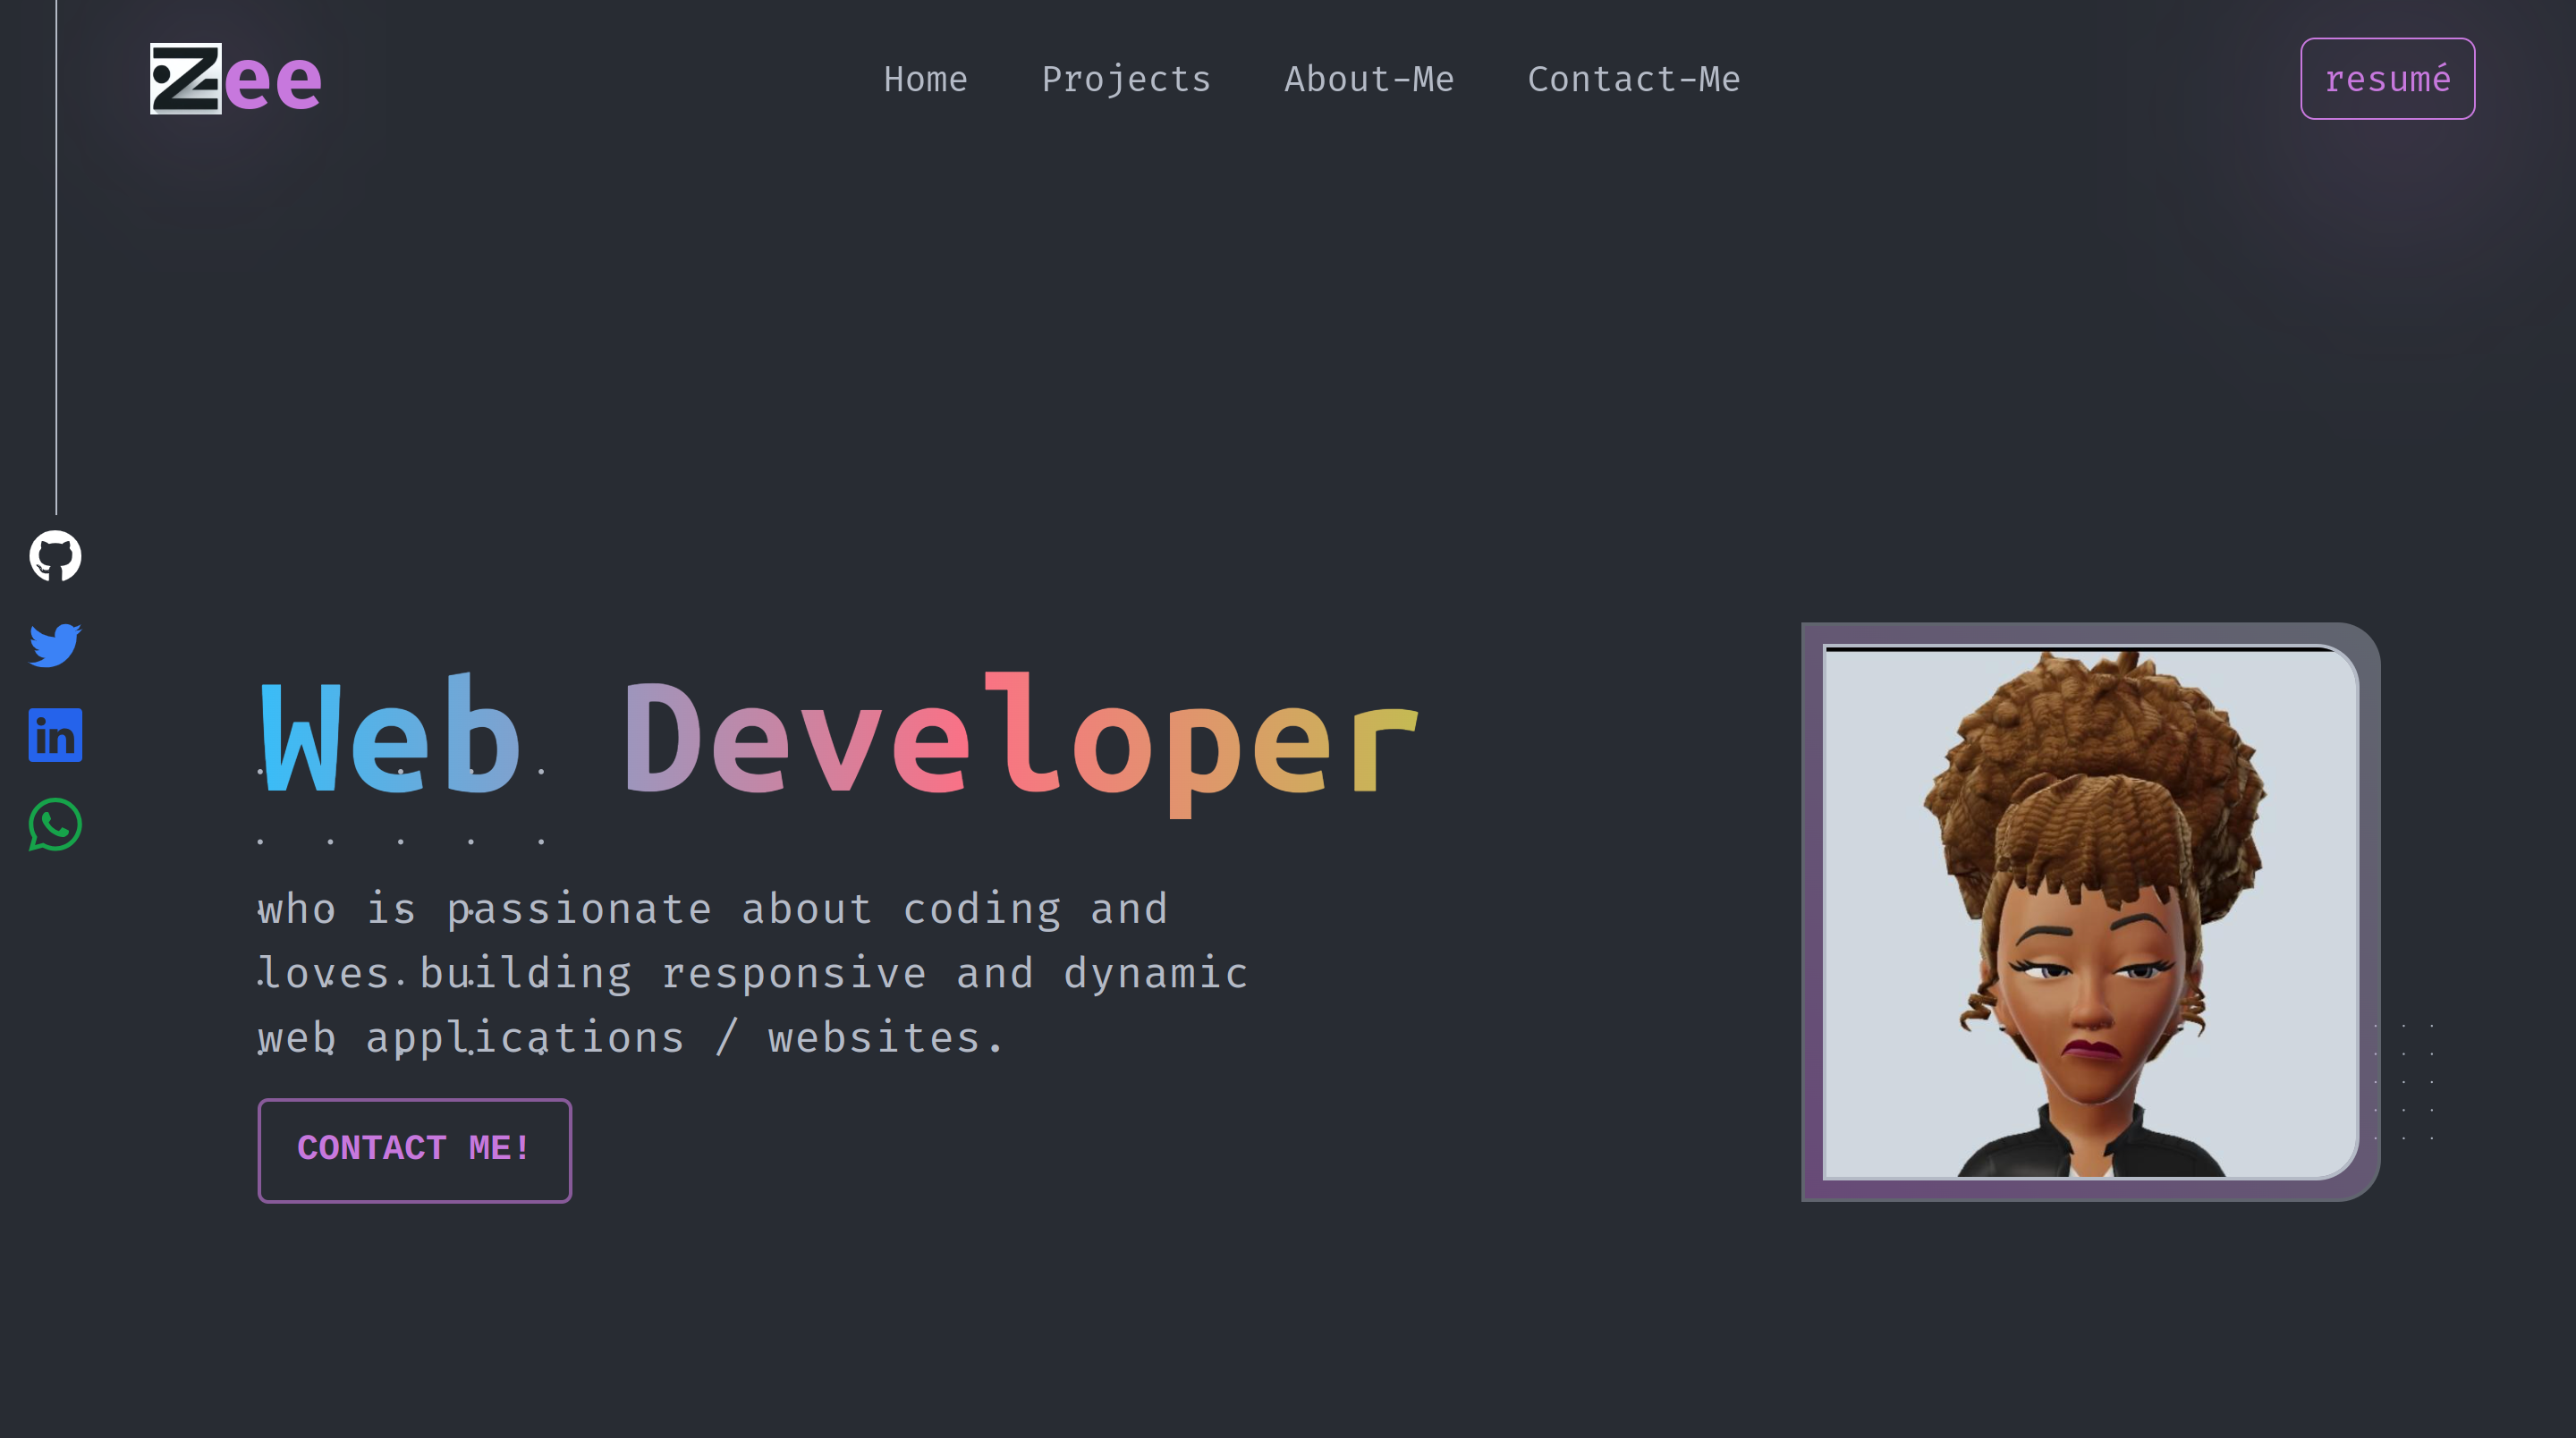 Zee
Home Projects About-Me Contact-Me
resumé
in
Web Developer
who is passionate about coding and
loves building responsive and dynamic
web applications / websites.
CONTACT ME!